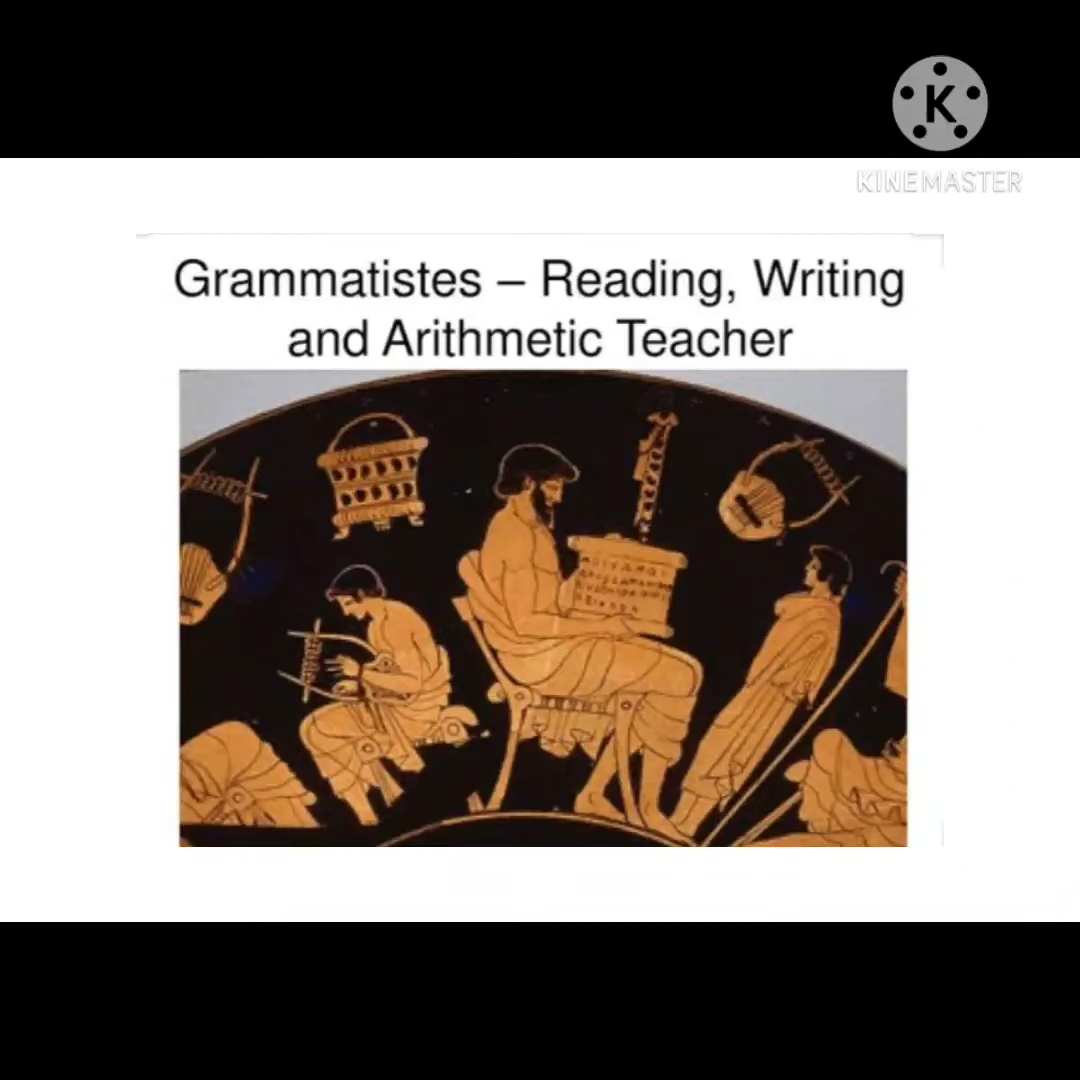 K
KINEMASTER
Grammatistes – Reading, Writing
and Arithmetic Teacher